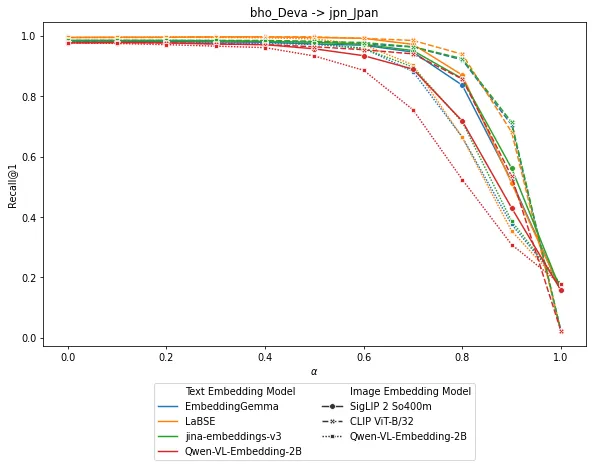 bho_Deva -> jpn_Jpan
Recall@1
1.0
0.8
0.6
0.4
0.2
0.0
0.0 0.2 0.4 0.6 0.8 1.0
α
Text Embedding Model Image Embedding Model
EmbeddingGemma SigLIP 2 So400m
LaBSE CLIP ViT-B/32
jina-embeddings-v3 Qwen-VL-Embedding-2B
Qwen-VL-Embedding-2B